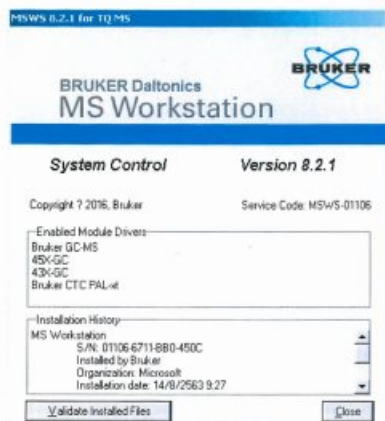 MSWS 8.2.1 for TQ MS
BRUKER
BRUKER Daltonics
MS Workstation
System Control Version 8.2.1
Copyright ? 2016, Bruker Service Code: MSWS-01106
Enabled Module Drivers
Bruker GC-MS
45X-GC
43X-GC
Bruker CTC PAL-xt
Installation History
MS Workstation
S/N: 01106-6711-BB0-450C
Installed by Bruker
Organization: Microsoft
Installation date: 14/8/2563 9:27
Validate Installed Files Close